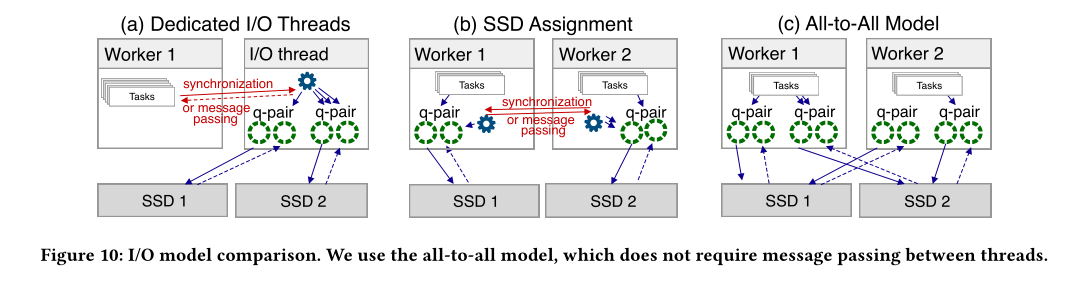 (a) Dedicated I/O Threads
Worker 1
I/O thread
Tasks
synchronization
or message
passing
q-pair
q-pair
SSD 1
SSD 2
(b) SSD Assignment
Worker 1
Worker 2
Tasks
Tasks
synchronization
or message
passing
q-pair
q-pair
SSD 1
SSD 2
(c) All-to-All Model
Worker 1
Worker 2
Tasks
Tasks
q-pair
q-pair
q-pair
q-pair
SSD 1
SSD 2
Figure 10: I/O model comparison. We use the all-to-all model, which does not require message passing between threads.